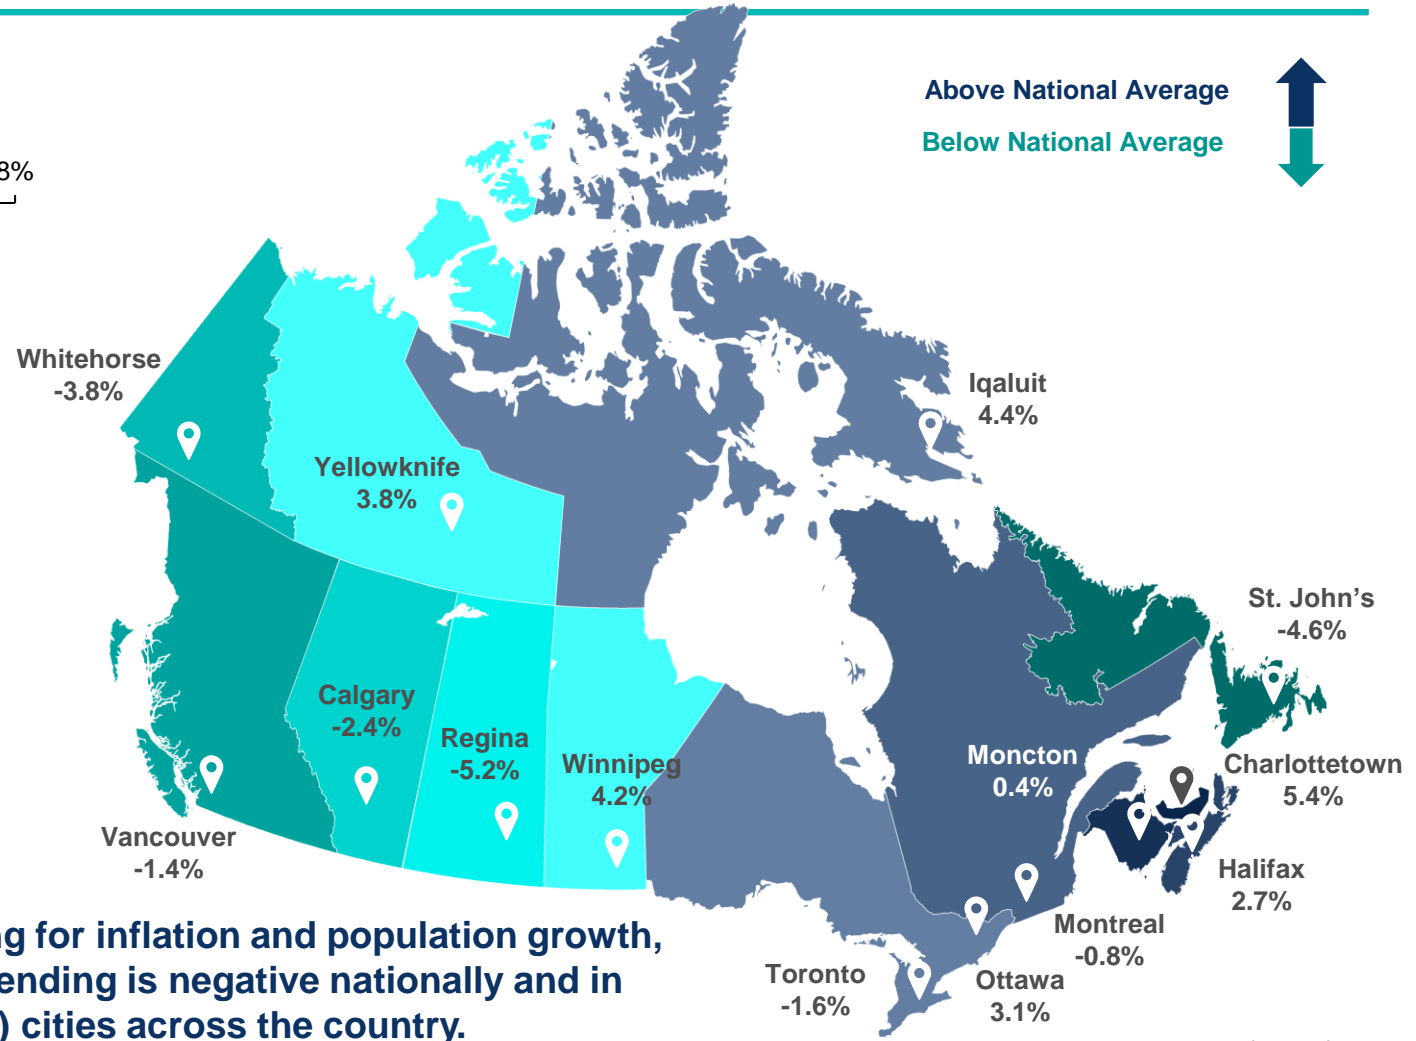 Above National Average
Below National Average
8%
Whitehorse
-3.8%
Iqaluit
4.4%
Yellowknife
3.8%
St. John’s
-4.6%
Calgary
-2.4%
Regina
-5.2%
Winnipeg
4.2%
Moncton
0.4%
Charlottetown
5.4%
Vancouver
-1.4%
Halifax
2.7%
Montreal
-0.8%
Toronto
-1.6%
Ottawa
3.1%
ng for inflation and population growth,
ending is negative nationally and in
) cities across the country.